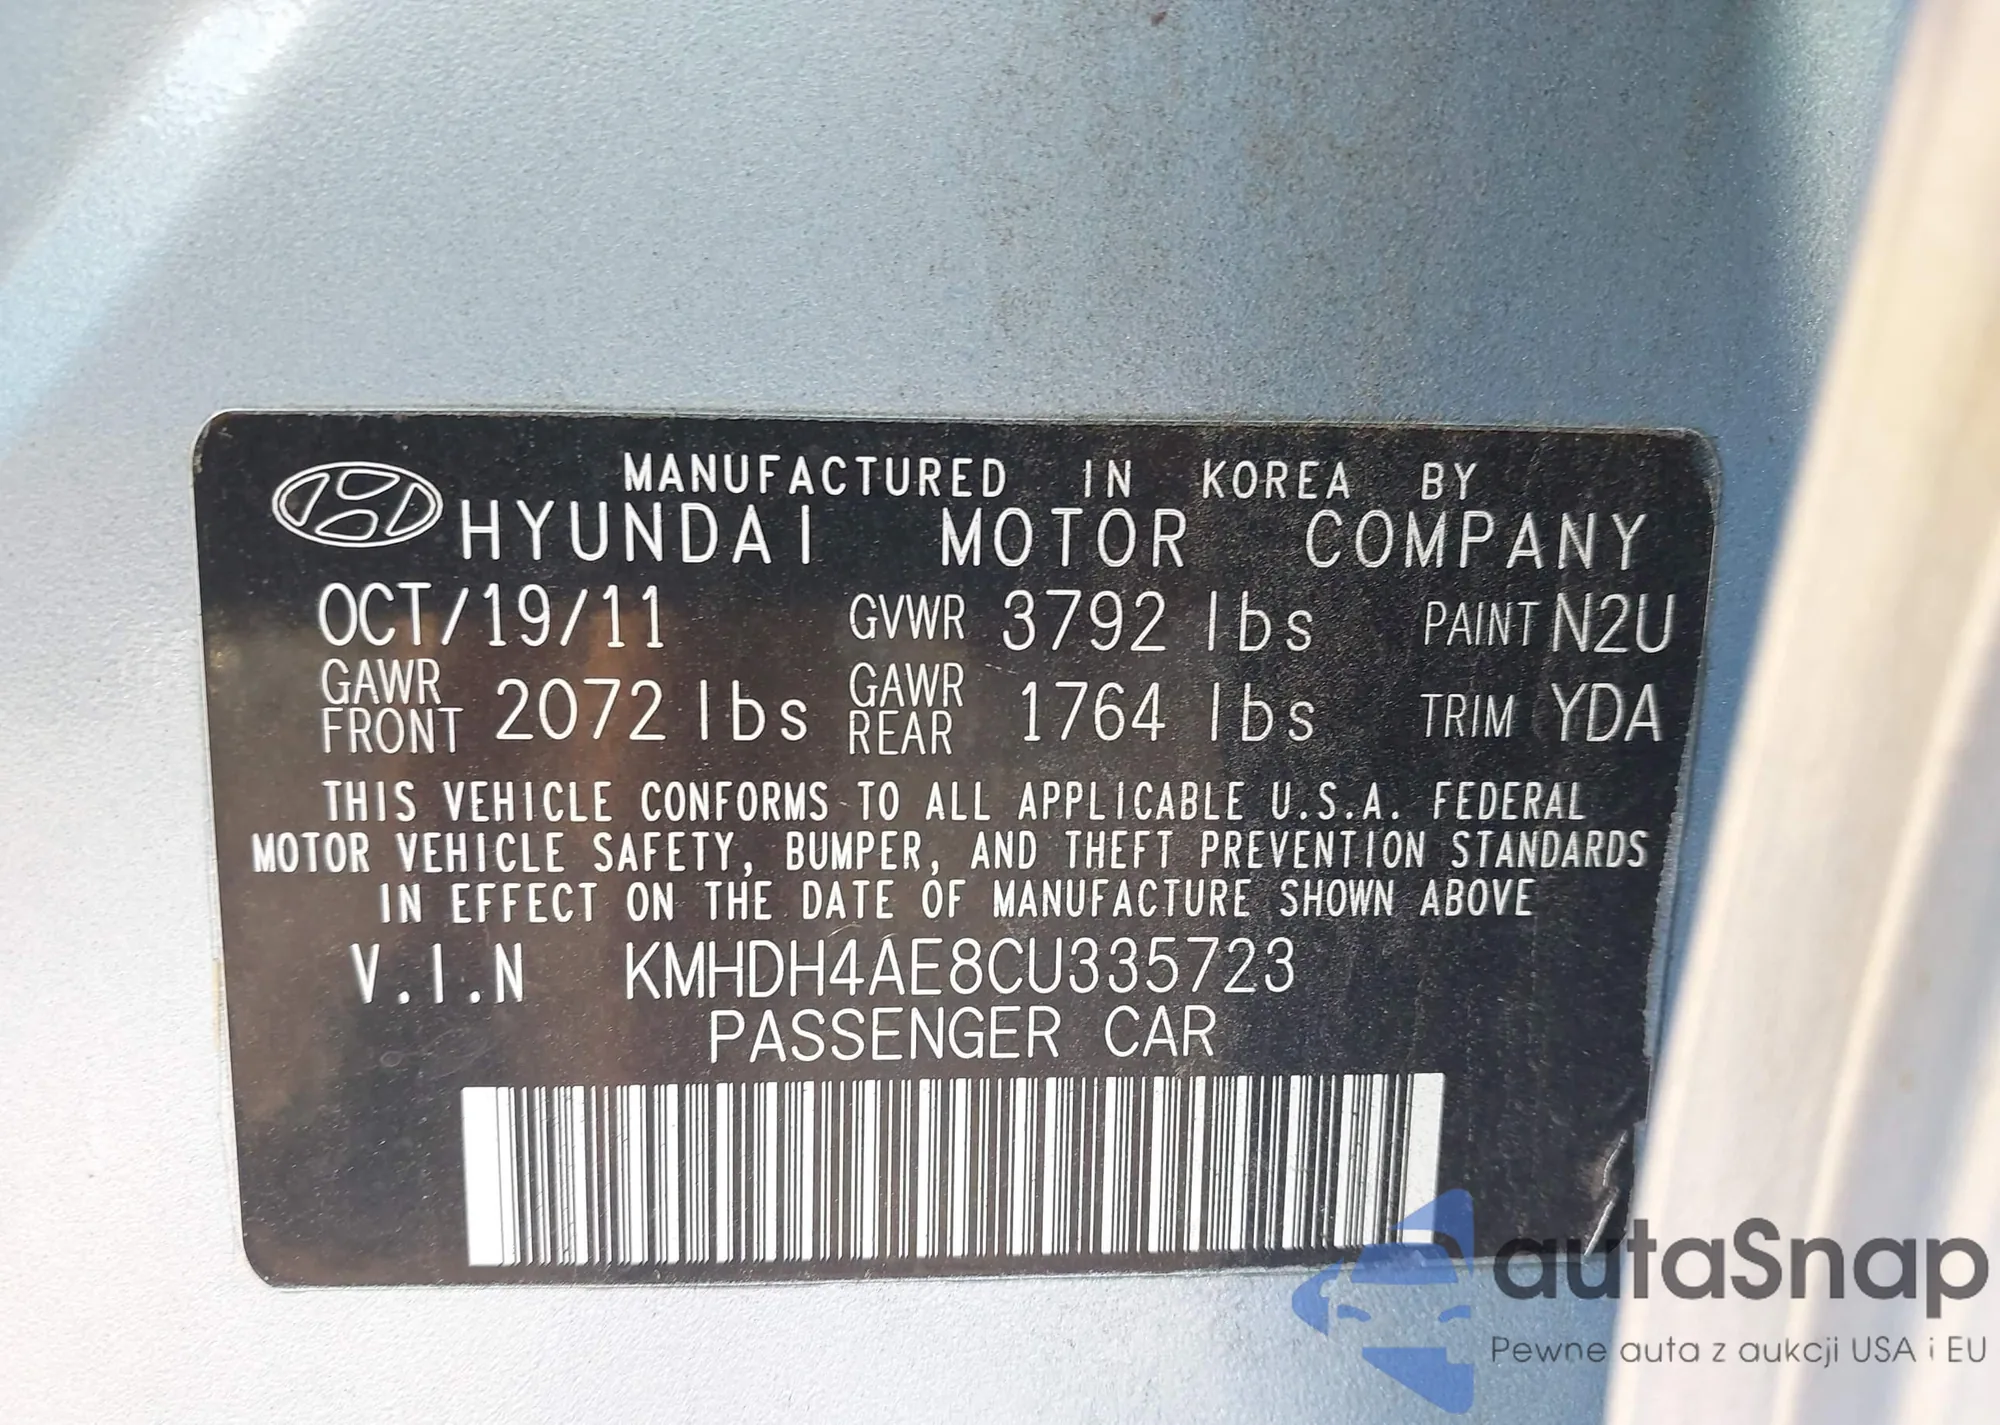 MANUFACTURED IN KOREA BY
HYUNDAI MOTOR COMPANY
OCT/19/11 GVWR 3792 lbs PAINT N2U
GAWR FRONT 2072 lbs GAWR REAR 1764 lbs TRIM YDA
THIS VEHICLE CONFORMS TO ALL APPLICABLE U.S.A. FEDERAL
MOTOR VEHICLE SAFETY, BUMPER, AND THEFT PREVENTION STANDARDS
IN EFFECT ON THE DATE OF MANUFACTURE SHOWN ABOVE
V.I.N KMHDH4AE8CU335723
PASSENGER CAR
autaSnap
Pewne auta z aukcji USA i EU